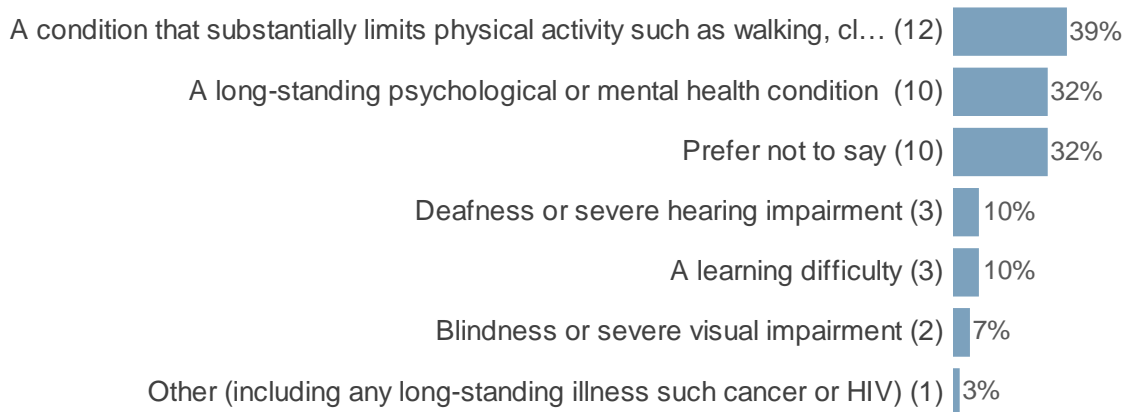 A condition that substantially limits physical activity such as walking, cl… (12) 39%
A long-standing psychological or mental health condition (10) 32%
Prefer not to say (10) 32%
Deafness or severe hearing impairment (3) 10%
A learning difficulty (3) 10%
Blindness or severe visual impairment (2) 7%
Other (including any long-standing illness such cancer or HIV) (1) 3%